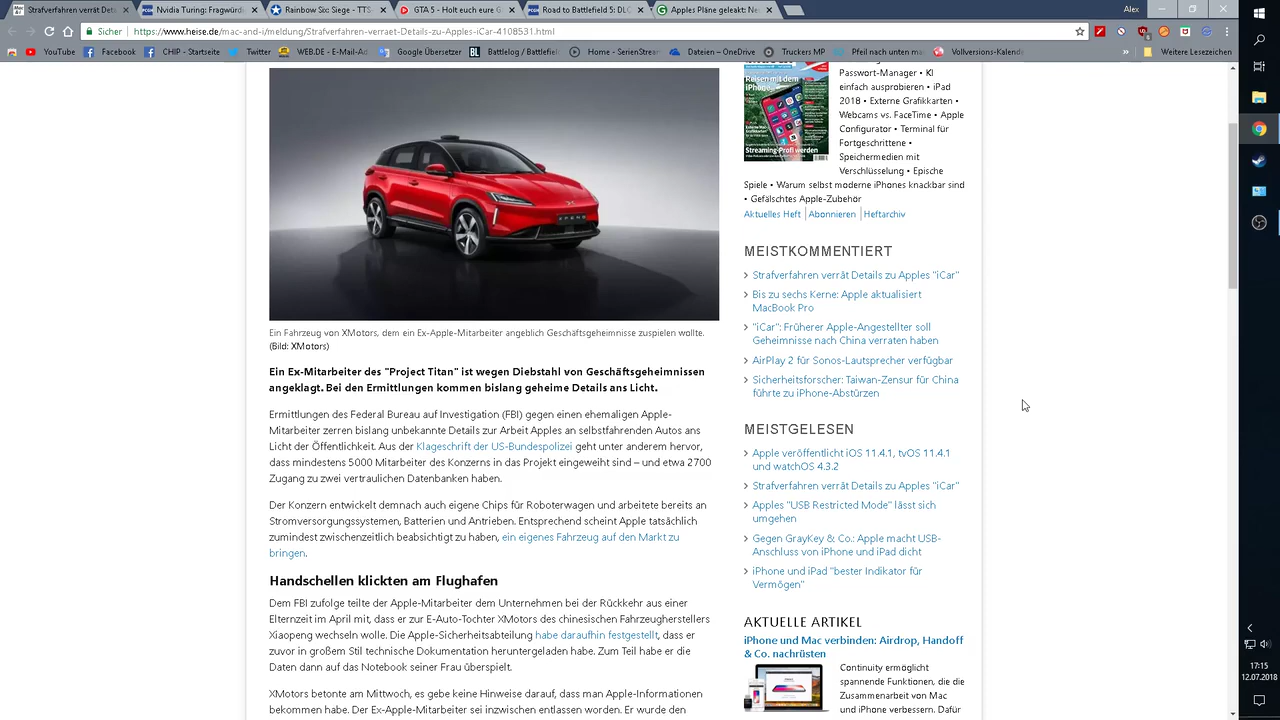 Strafverfahren verrät Det
Nvidia Turing: Fragwürd
Rainbow Six: Siege - TTS-
GTA 5 - Holt euch eure G
Road to Battlefield 5: DLC
Apples Pläne geleakt: Ne
Alex
Sicher
https://www.heise.de/mac-and-i/meldung/Strafverfahren-verraet-Details-zu-Apples-iCar-4108531.html
YouTube
Facebook
CHIP - Startseite
Twitter
WEB.DE - E-Mail-Ad
Google Übersetzer
Battlelog / Battlefield
Home - SerienStream
Dateien – OneDrive
Truckers MP
Pfeil nach unten ma
Vollversions-Kalende
Weitere Lesezeichen
Reisen mit dem
iPhone
Streaming-Profi werden
Passwort-Manager • KI
einfach ausprobieren • iPad
2018 • Externe Grafikkarten •
Webcams vs. FaceTime • Apple
Configurator • Terminal für
Fortgeschrittene •
Speichermedien mit
Verschlüsselung • Epische
Spiele • Warum selbst moderne iPhones knackbar sind
• Gefälschtes Apple-Zubehör
Aktuelles Heft | Abonnieren | Heftarchiv
Ein Fahrzeug von XMotors, dem ein Ex-Apple-Mitarbeiter angeblich Geschäftsgeheimnisse zuspielen wollte.
(Bild: XMotors)
Ein Ex-Mitarbeiter des "Project Titan" ist wegen Diebstahl von Geschäftsgeheimnissen
angeklagt. Bei den Ermittlungen kommen bislang geheime Details ans Licht.
Ermittlungen des Federal Bureau auf Investigation (FBI) gegen einen ehemaligen Apple-
Mitarbeiter zerren bislang unbekannte Details zur Arbeit Apples an selbstfahrenden Autos ans
Licht der Öffentlichkeit. Aus der Klageschrift der US-Bundespolizei geht unter anderem hervor,
dass mindestens 5000 Mitarbeiter des Konzerns in das Projekt eingeweiht sind – und etwa 2700
Zugang zu zwei vertraulichen Datenbanken haben.
Der Konzern entwickelt demnach auch eigene Chips für Roboterwagen und arbeitete bereits an
Stromversorgungssystemen, Batterien und Antrieben. Entsprechend scheint Apple tatsächlich
zumindest zwischenzeitlich beabsichtigt zu haben, ein eigenes Fahrzeug auf den Markt zu
bringen.
Handschellen klickten am Flughafen
Dem FBI zufolge teilte der Apple-Mitarbeiter dem Unternehmen bei der Rückkehr aus einer
Elternzeit im April mit, dass er zur E-Auto-Tochter XMotors des chinesischen Fahrzeugherstellers
Xiaopeng wechseln wolle. Die Apple-Sicherheitsabteilung habe daraufhin festgestellt, dass er
zuvor in großem Stil technische Dokumentation heruntergeladen habe. Zum Teil habe er die
Daten dann auf das Notebook seiner Frau überspielt.
XMotors betonte am Mittwoch, es gebe keine Hinweise darauf, dass man Apple-Informationen
bekommen habe. Der Ex-Apple-Mitarbeiter sei inzwischen entlassen worden. Er wurde den
MEISTKOMMENTIERT
Strafverfahren verrät Details zu Apples "iCar"
Bis zu sechs Kerne: Apple aktualisiert
MacBook Pro
"iCar": Früherer Apple-Angestellter soll
Geheimnisse nach China verraten haben
AirPlay 2 für Sonos-Lautsprecher verfügbar
Sicherheitsforscher: Taiwan-Zensur für China
führte zu iPhone-Abstürzen
MEISTGELESEN
Apple veröffentlicht iOS 11.4.1, tvOS 11.4.1
und watchOS 4.3.2
Strafverfahren verrät Details zu Apples "iCar"
Apples "USB Restricted Mode" lässt sich
umgehen
Gegen GrayKey & Co.: Apple macht USB-
Anschluss von iPhone und iPad dicht
iPhone und iPad "bester Indikator für
Vermögen"
AKTUELLE ARTIKEL
iPhone und Mac verbinden: Airdrop, Handoff
& Co. nachrüsten
Continuity ermöglicht
spannende Funktionen, die die
Zusammenarbeit von Mac
und iPhone verbessern. Dafür
17:15
12.07.2018